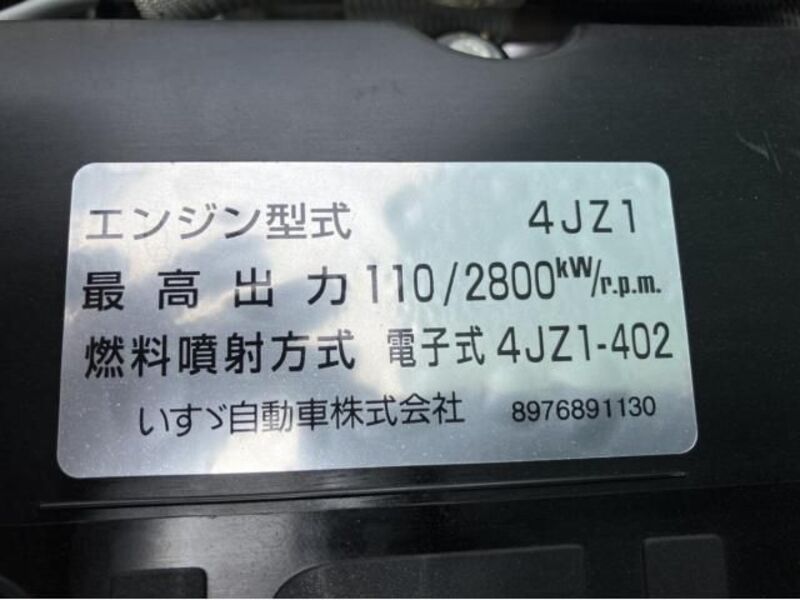 エンジン型式 4JZ1
最高出力 110/2800kW/r.p.m.
燃料噴射方式 電子式 4JZ1-402
いすゞ自動車株式会社 8976891130